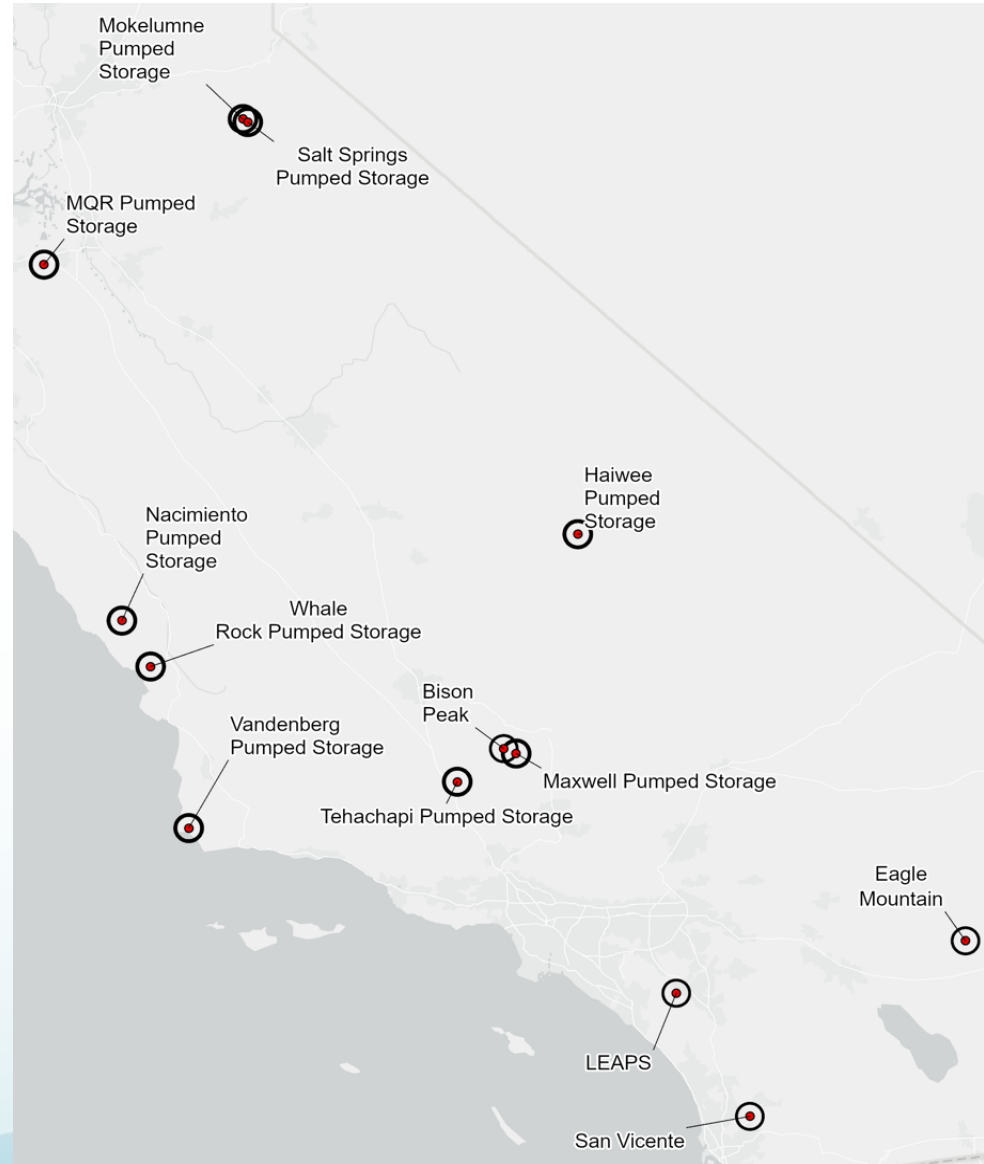 Mokelumne
Pumped
Storage
Salt Springs
Pumped Storage
MQR Pumped
Storage
Haiwee
Pumped
Storage
Nacimiento
Pumped
Storage
Whale
Rock Pumped Storage
Bison
Peak
Vandenberg
Pumped Storage
Maxwell Pumped Storage
Tehachapi Pumped Storage
Eagle
Mountain
LEAPS
San Vicente